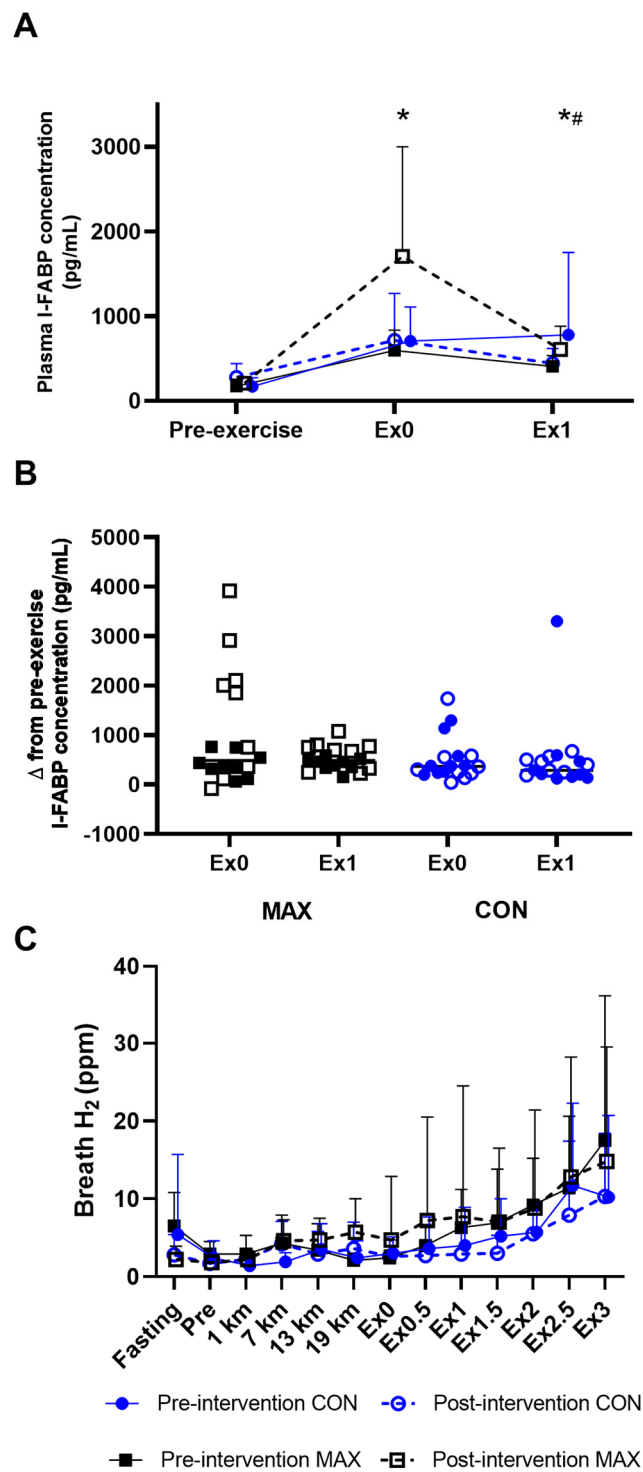 A
Plasma I-FABP concentration
(pg/mL)
3000
2000
1000
0
*
*#
Pre-exercise Ex0 Ex1
B
Δ from pre-exercise
I-FABP concentration (pg/mL)
5000
4000
3000
2000
1000
0
-1000
Ex0 Ex1 Ex0 Ex1
MAX CON
C
Breath H₂ (ppm)
40
30
20
10
0
Fasting Pre 1 km 7 km 13 km 19 km Ex0 Ex0.5 Ex1 Ex1.5 Ex2 Ex2.5 Ex3
Pre-intervention CON Post-intervention CON
Pre-intervention MAX Post-intervention MAX